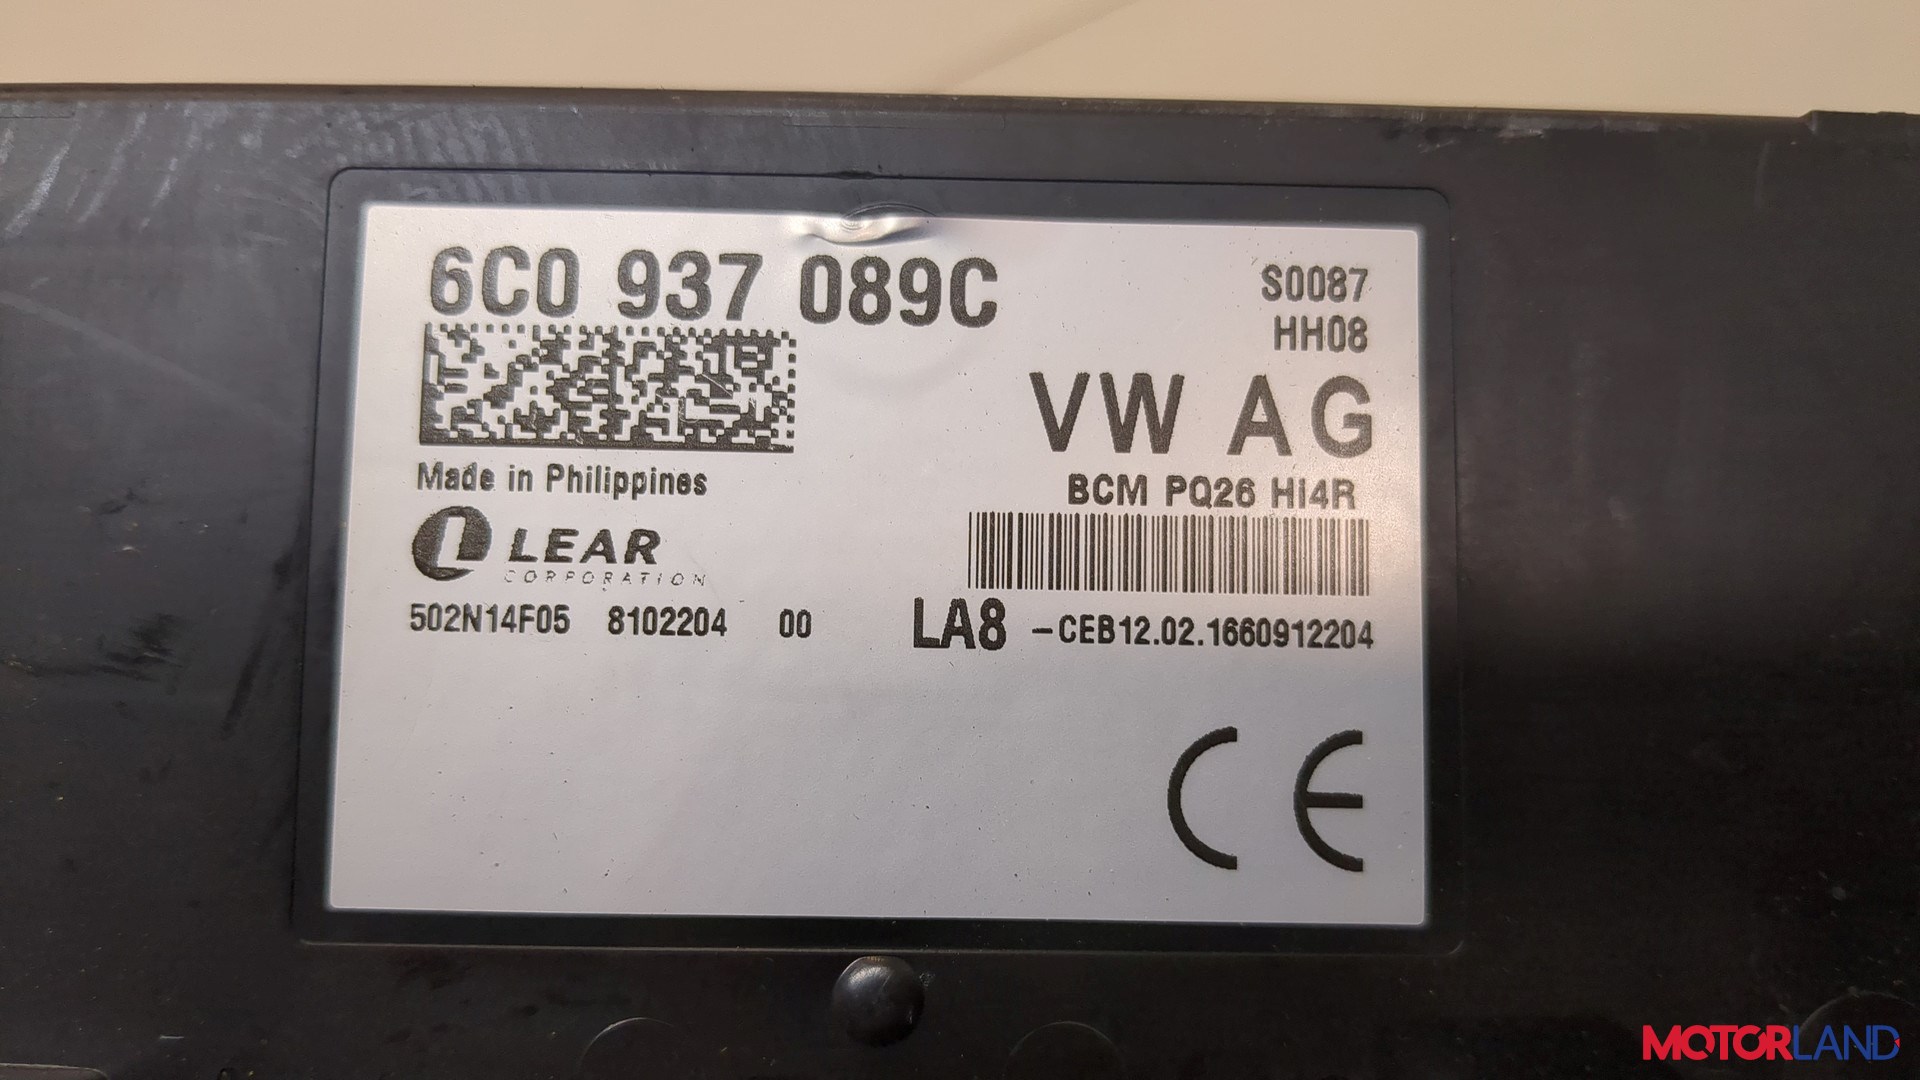 6C0 937 089C
S0087
HH08
VW AG
Made in Philippines
BCM PQ26 HI4R
LEAR
CORPORATION
502N14F05 8102204 00
LA8 -CEB12.02.1660912204
CE
MOTORLAND